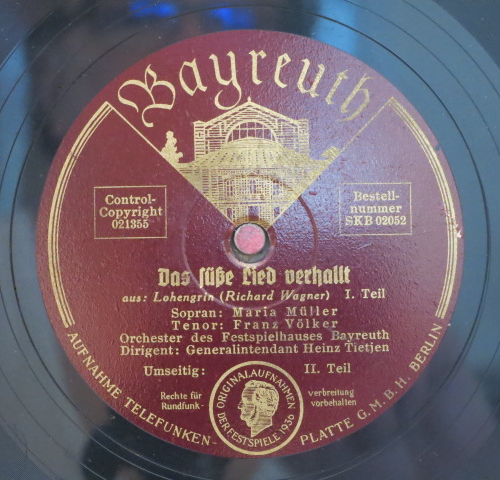 Bayreuth
Control-
Copyright
021355
Bestell-
nummer
SKB 02052
Das süße Lied verhallt
aus: Lohengrin (Richard Wagner) I. Teil
Sopran: Maria Müller
Tenor: Franz Völker
Orchester des Festspielhauses Bayreuth
Dirigent: Generalintendant Heinz Tietjen
Umseitig: II. Teil
Rechte für
Rundfunk-
verbreitung
vorbehalten
ORIGINALAUFNAHMEN
DER FESTSPIELE 1936
AUFNAHME TELEFUNKEN-PLATTE G.M.B.H. BERLIN